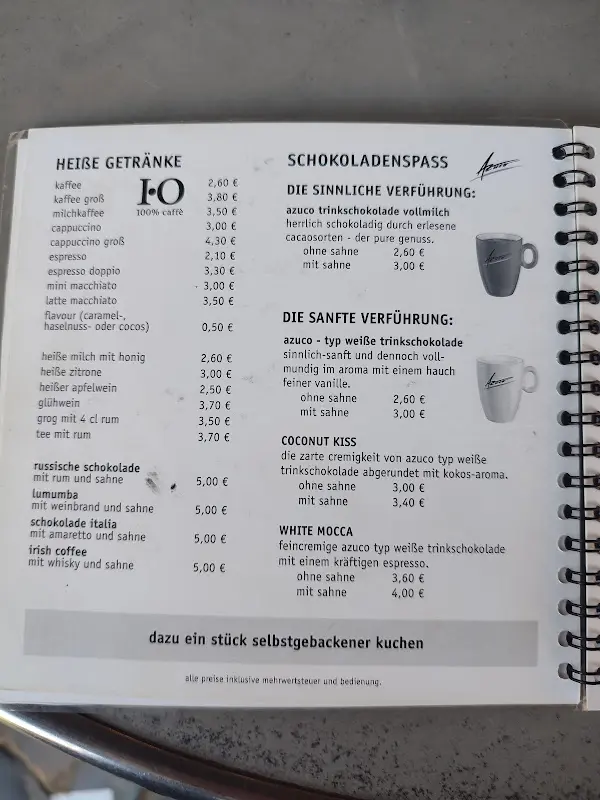 HEIßE GETRÄNKE
I·O
100% caffè
kaffee 2,60 €
kaffee groß 3,80 €
milchkaffee 3,50 €
cappuccino 3,00 €
cappuccino groß 4,30 €
espresso 2,10 €
espresso doppio 3,30 €
mini macchiato 3,00 €
latte macchiato 3,50 €
flavour (caramel-,
haselnuss- oder cocos) 0,50 €
heiße milch mit honig 2,60 €
heiße zitrone 3,00 €
heißer apfelwein 2,50 €
glühwein 3,70 €
grog mit 4 cl rum 3,50 €
tee mit rum 3,70 €
russische schokolade
mit rum und sahne 5,00 €
lumumba
mit weinbrand und sahne 5,00 €
schokolade italia
mit amaretto und sahne 5,00 €
irish coffee
mit whisky und sahne 5,00 €
SCHOKOLADENSPASS
Azuco
DIE SINNLICHE VERFÜHRUNG:
azuco trinkschokolade vollmilch
herrlich schokoladig durch erlesene
cacaosorten - der pure genuss.
ohne sahne 2,60 €
mit sahne 3,00 €
Azuco
DIE SANFTE VERFÜHRUNG:
azuco - typ weiße trinkschokolade
sinnlich-sanft und dennoch voll-
mundig im aroma mit einem hauch
feiner vanille.
ohne sahne 2,60 €
mit sahne 3,00 €
Azuco
COCONUT KISS
die zarte cremigkeit von azuco typ weiße
trinkschokolade abgerundet mit kokos-aroma.
ohne sahne 3,00 €
mit sahne 3,40 €
WHITE MOCCA
feincremige azuco typ weiße trinkschokolade
mit einem kräftigen espresso.
ohne sahne 3,60 €
mit sahne 4,00 €
dazu ein stück selbstgebackener kuchen
alle preise inklusive mehrwertsteuer und bedienung.